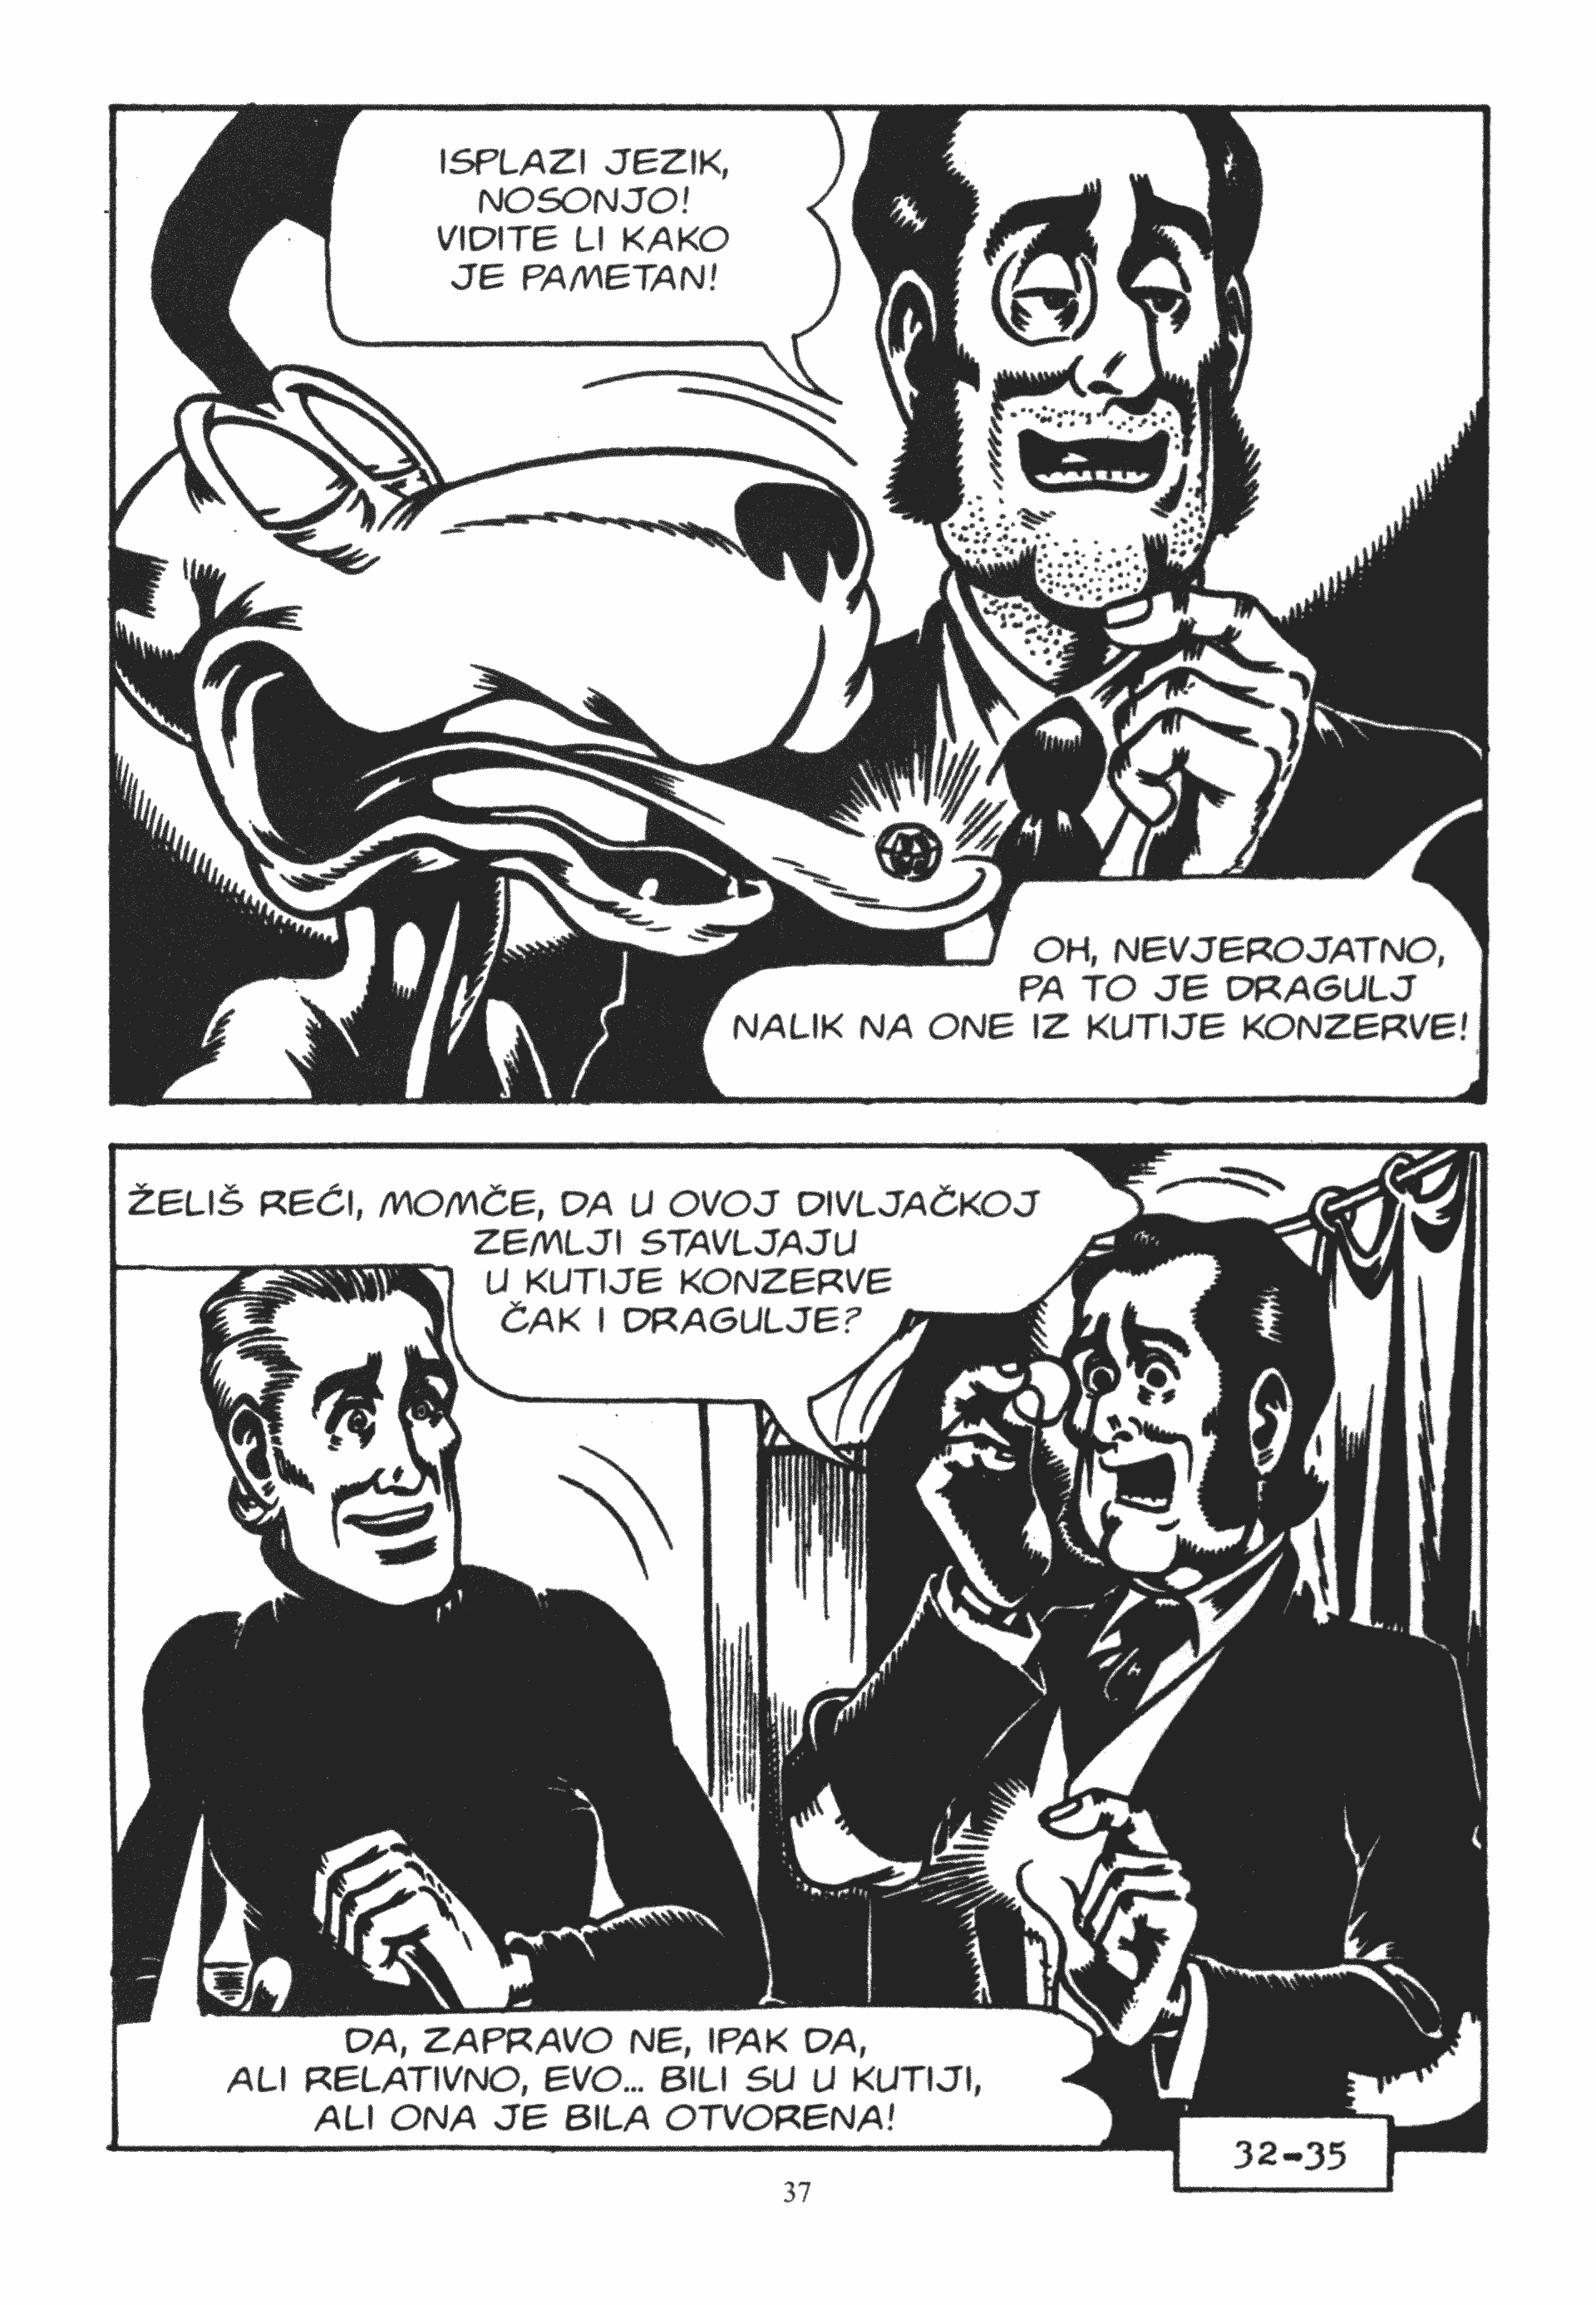 ISPLAZI JEZIK,
NOSONJO!
VIDITE LI KAKO
JE PAMETAN!
OH, NEVJEROJATNO,
PA TO JE DRAGULJ
NALIK NA ONE IZ KUTIJE KONZERVE!
ŽELIŠ REĆI, MOMČE, DA U OVOJ DIVLJAČKOJ
ZEMLJI STAVLJAJU
U KUTIJE KONZERVE
ČAK I DRAGULJE?
DA, ZAPRAVO NE, IPAK DA,
ALI RELATIVNO, EVO... BILI SU U KUTIJI,
ALI ONA JE BILA OTVORENA!
32-35
37